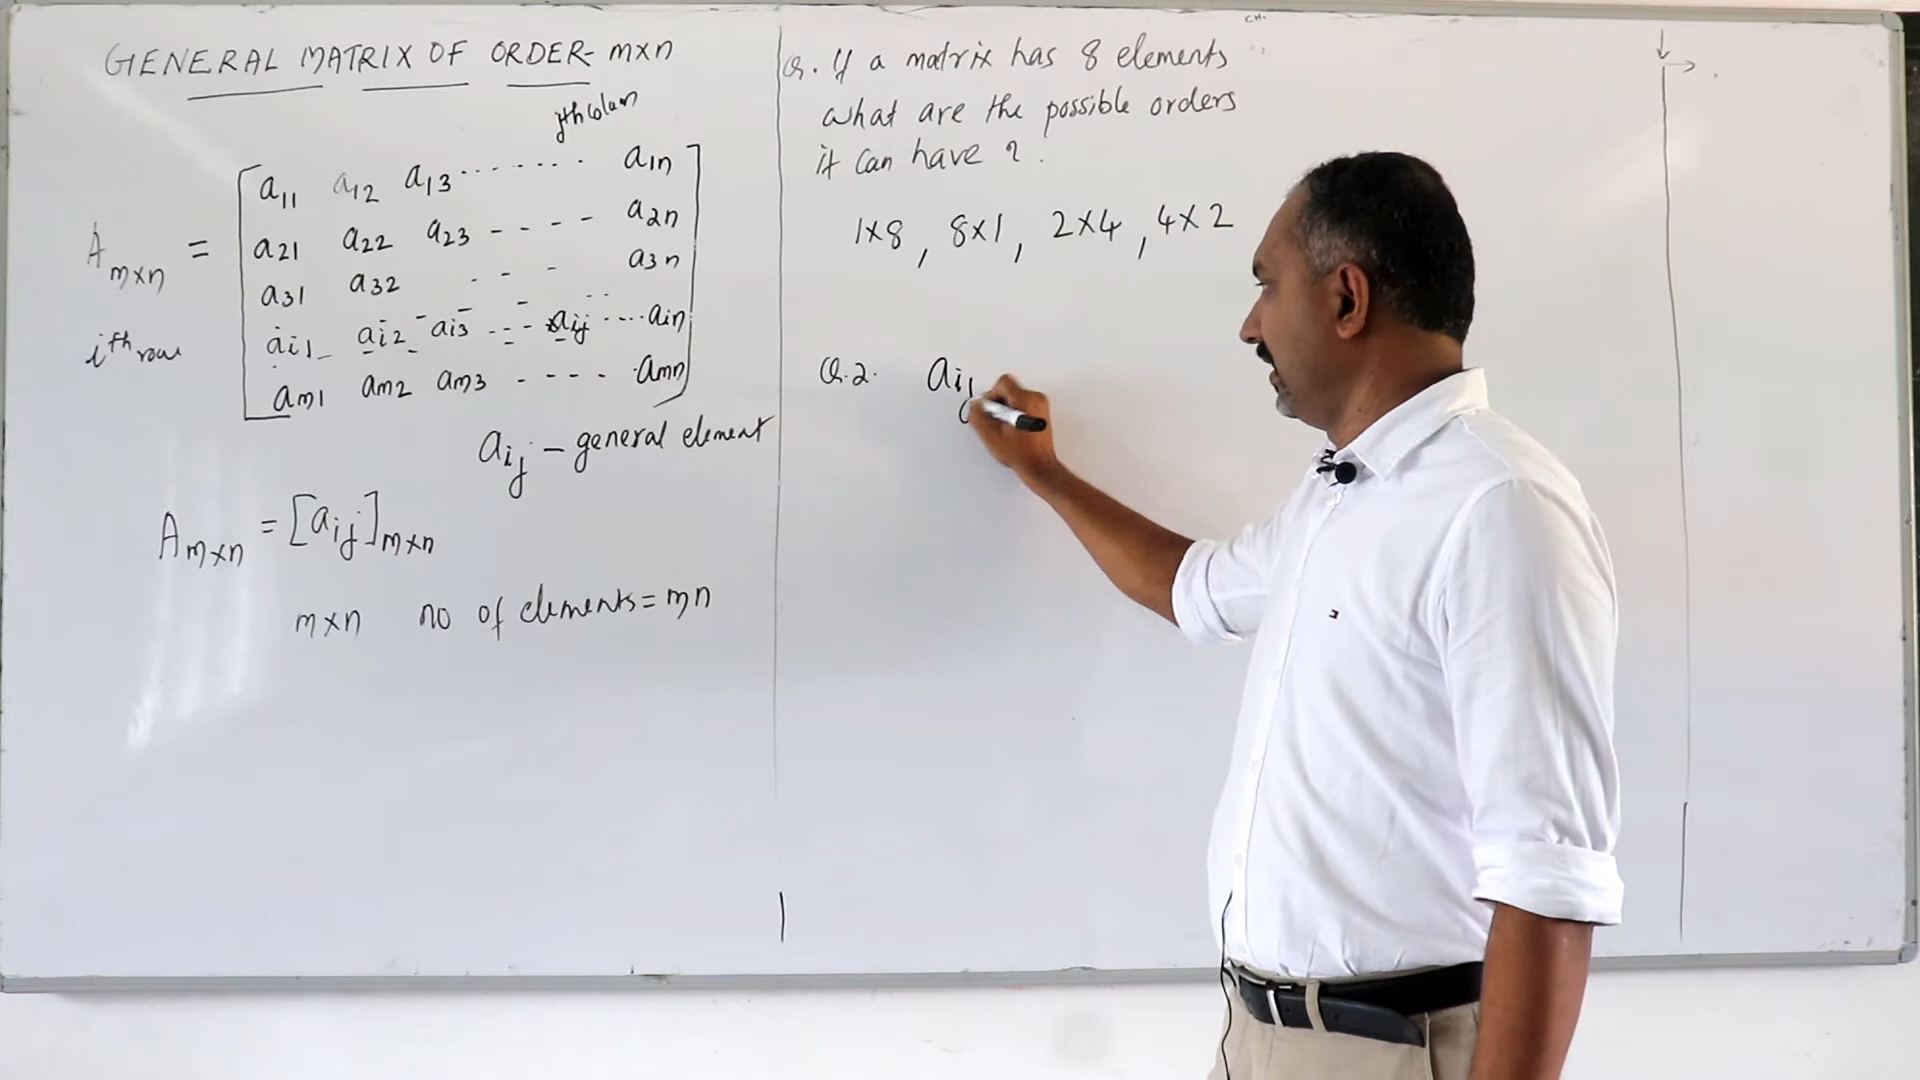 GENERAL MATRIX OF ORDER- m×n
jth colum
a11 a12 a13 ....... a1n
a21 a22 a23 - - - - a2n
Am×n =
a31 a32 - - - a3n
ith row
ai1 ai2 ai3 - - - aij .... ain
am1 am2 am3 - - - - amn
aij – general element
Am×n = [aij]m×n
m×n no of elements = mn
Q. If a matrix has 8 elements
what are the possible orders
it can have ?.
1×8 , 8×1 , 2×4 , 4×2
Q.2. aij